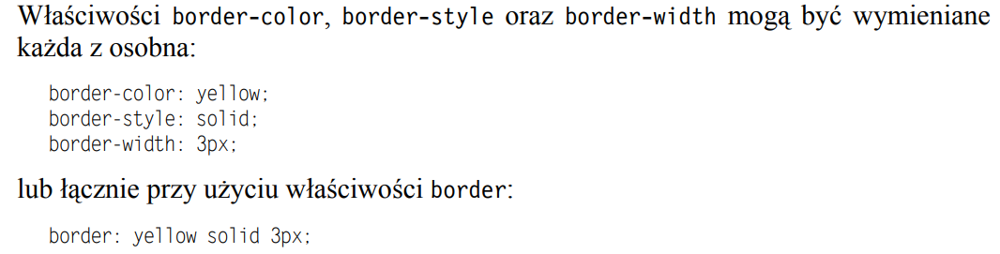 Właściwości border-color, border-style oraz border-width mogą być wymieniane
każda z osobna:
border-color: yellow;
border-style: solid;
border-width: 3px;
lub łącznie przy użyciu właściwości border:
border: yellow solid 3px;